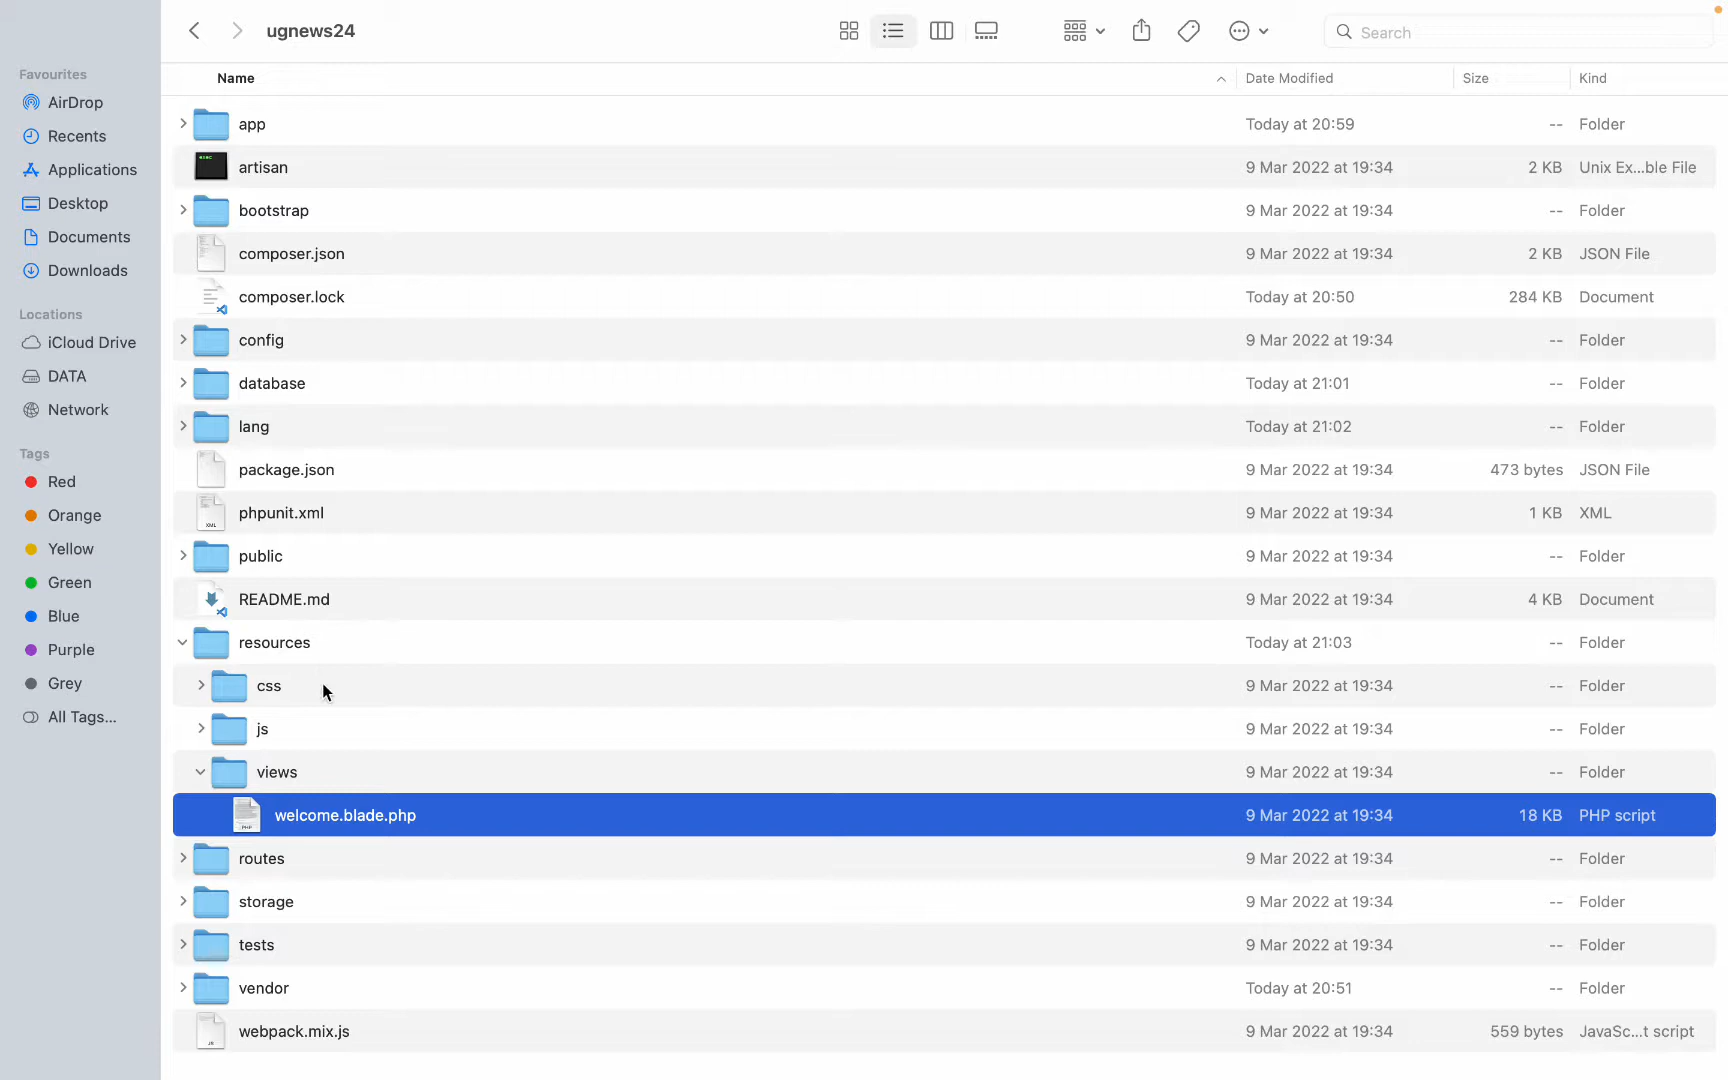 ugnews24
Search
Favourites
AirDrop
Recents
Applications
Desktop
Documents
Downloads
Locations
iCloud Drive
DATA
Network
Tags
Red
Orange
Yellow
Green
Blue
Purple
Grey
All Tags...
Name Date Modified Size Kind
app Today at 20:59 -- Folder
artisan 9 Mar 2022 at 19:34 2 KB Unix Ex...ble File
bootstrap 9 Mar 2022 at 19:34 -- Folder
composer.json 9 Mar 2022 at 19:34 2 KB JSON File
composer.lock Today at 20:50 284 KB Document
config 9 Mar 2022 at 19:34 -- Folder
database Today at 21:01 -- Folder
lang Today at 21:02 -- Folder
package.json 9 Mar 2022 at 19:34 473 bytes JSON File
phpunit.xml 9 Mar 2022 at 19:34 1 KB XML
public 9 Mar 2022 at 19:34 -- Folder
README.md 9 Mar 2022 at 19:34 4 KB Document
resources Today at 21:03 -- Folder
css 9 Mar 2022 at 19:34 -- Folder
js 9 Mar 2022 at 19:34 -- Folder
views 9 Mar 2022 at 19:34 -- Folder
welcome.blade.php 9 Mar 2022 at 19:34 18 KB PHP script
routes 9 Mar 2022 at 19:34 -- Folder
storage 9 Mar 2022 at 19:34 -- Folder
tests 9 Mar 2022 at 19:34 -- Folder
vendor Today at 20:51 -- Folder
webpack.mix.js 9 Mar 2022 at 19:34 559 bytes JavaSc...t script